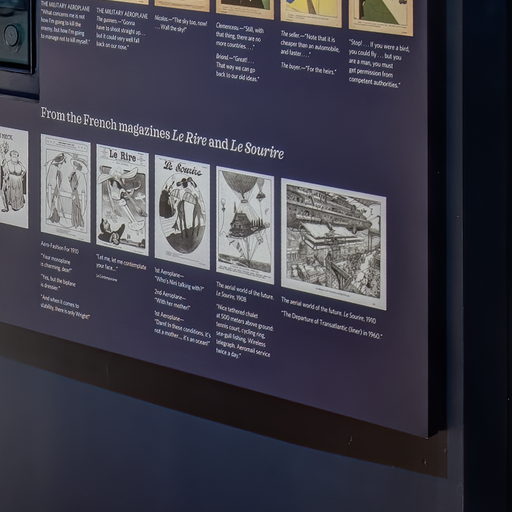 THE MILITARY AEROPLANE
"What concerns me is not
how I'm going to kill the
enemy, but how I'm going
to manage not to kill myself."
THE MILITARY AEROPLANE
The gunners.—"Gonna
have to shoot straight up...
but it could very well fall
back on our nose."
Nicolas.—"The sky too, now!
... Wall the sky!"
Clemenceau.—"Still, with
that thing, there are no
more countries. . . ."
Briand.—"Great! . . .
That way we can go
back to our old ideas."
The seller.—"Note that it is
cheaper than an automobile,
and faster. . ."
The buyer.—"For the heirs."
"Stop! . . . If you were a bird,
you could fly . . . but you
are a man, you must
get permission from
competent authorities."
From the French magazines Le Rire and Le Sourire
Le Rire
Le Sourire
Aero-Fashion for 1910
"Your monoplane
is charming, dear!"
"Yes, but the biplane
is dressier."
"And when it comes to
stability, there is only Wright!"
"Let me, let me contemplate
your face..."
1st Aeroplane—
"Who's Nini talking with?"
2nd Aeroplane—
"With her mother!"
1st Aeroplane—
"Darn! In these conditions, it's
not a mother... it's an ocean!"
The aerial world of the future.
Le Sourire, 1908
"Nice tethered chalet
at 500 meters above ground.
Tennis court, cycling ring,
sea-gull fishing. Wireless
telegraph. Aeromail service
twice a day."
The aerial world of the future. Le Sourire, 1910
"The Departure of Transatlantic (liner) in 1960."